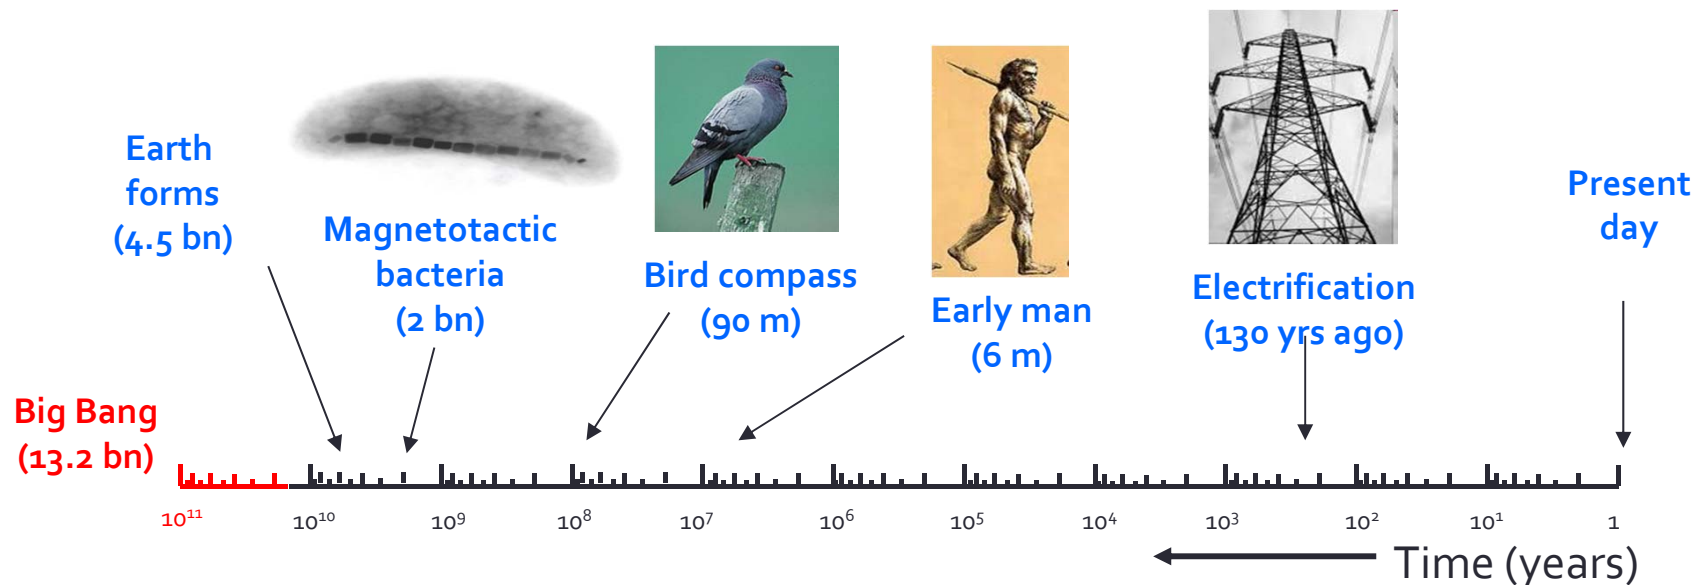 Earth
forms
(4.5 bn)
Magnetotactic
bacteria
(2 bn)
Bird compass
(90 m)
Early man
(6 m)
Electrification
(130 yrs ago)
Present
day
Big Bang
(13.2 bn)
10¹¹ 10¹⁰ 10⁹ 10⁸ 10⁷ 10⁶ 10⁵ 10⁴ 10³ 10² 10¹ 1
Time (years)